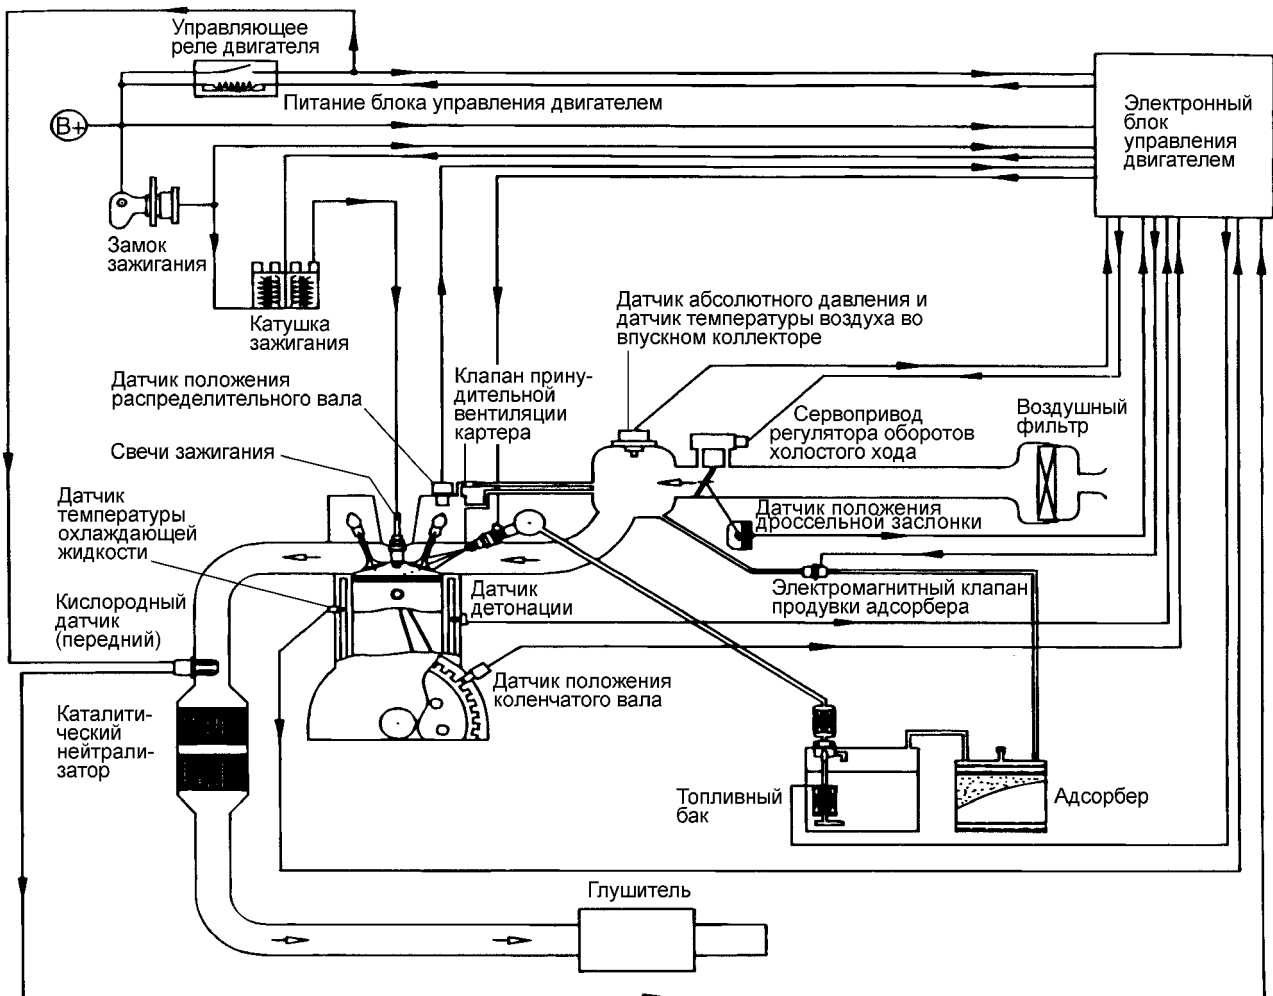 Управляющее
реле двигателя
Питание блока управления двигателем
B+
Электронный
блок
управления
двигателем
Замок
зажигания
Катушка
зажигания
Датчик абсолютного давления и
датчик температуры воздуха во
впускном коллекторе
Датчик положения
распределительного вала
Клапан прину-
дительной
вентиляции
картера
Сервопривод
регулятора оборотов
холостого хода
Воздушный
фильтр
Свечи зажигания
Датчик
температуры
охлаждающей
жидкости
Датчик положения
дроссельной заслонки
Электромагнитный клапан
продувки адсорбера
Датчик
детонации
Кислородный
датчик
(передний)
Датчик положения
коленчатого вала
Каталити-
ческий
нейтрали-
затор
Топливный
бак
Адсорбер
Глушитель